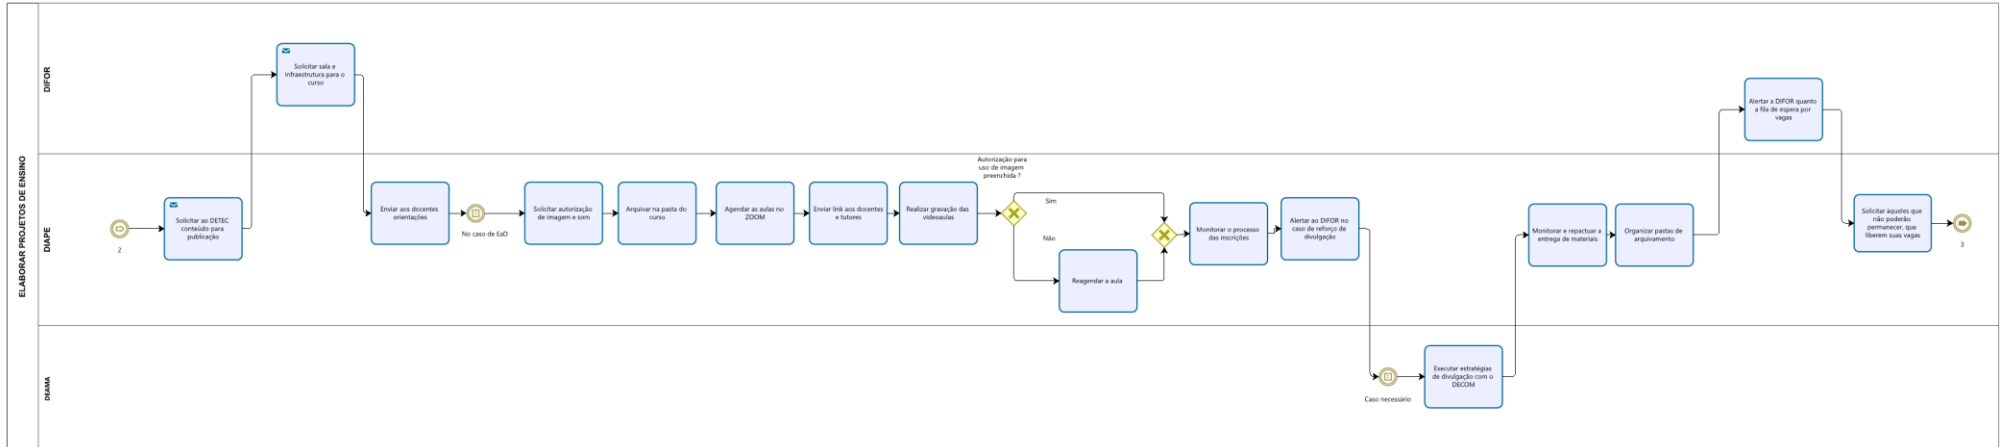 ELABORAR PROJETOS DE ENSINO
DIFOR
DIAPE
DEAMA
2
Solicitar ao DETEC
conteúdo para
publicação
Solicitar sala e
infraestrutura para o
curso
Enviar aos docentes
orientações
No caso de EaD
Solicitar autorização
de imagem e som
Arquivar na pasta do
curso
Agendar as aulas no
ZOOM
Enviar link aos docentes
e tutores
Realizar gravação das
videoaulas
Autorização para
uso de imagem
preenchida ?
Sim
Não
Reagendar a aula
Monitorar o processo
das inscrições
Alertar ao DIFOR no
caso de reforço de
divulgação
Caso necessário
Executar estratégias
de divulgação com o
DECOM
Monitorar e repactuar a
entrega de materiais
Organizar pastas de
arquivamento
Alertar a DIFOR quanto
a fila de espera por
vagas
Solicitar àqueles que
não poderão
permanecer, que
liberem suas vagas
3